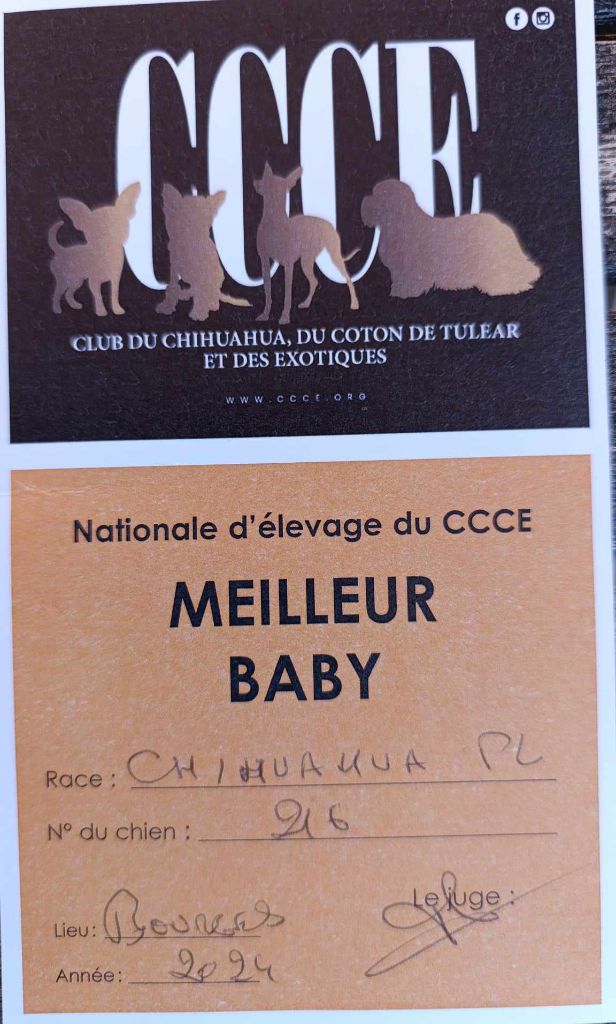 CCCE
CLUB DU CHIHUAHUA, DU COTON DE TULEAR
ET DES EXOTIQUES
WWW.CCCE.ORG
Nationale d'élevage du CCCE
MEILLEUR
BABY
Race : CHIHUAHUA PL
N° du chien : 216
Le juge :
Lieu : BOURGES
Année : 2024